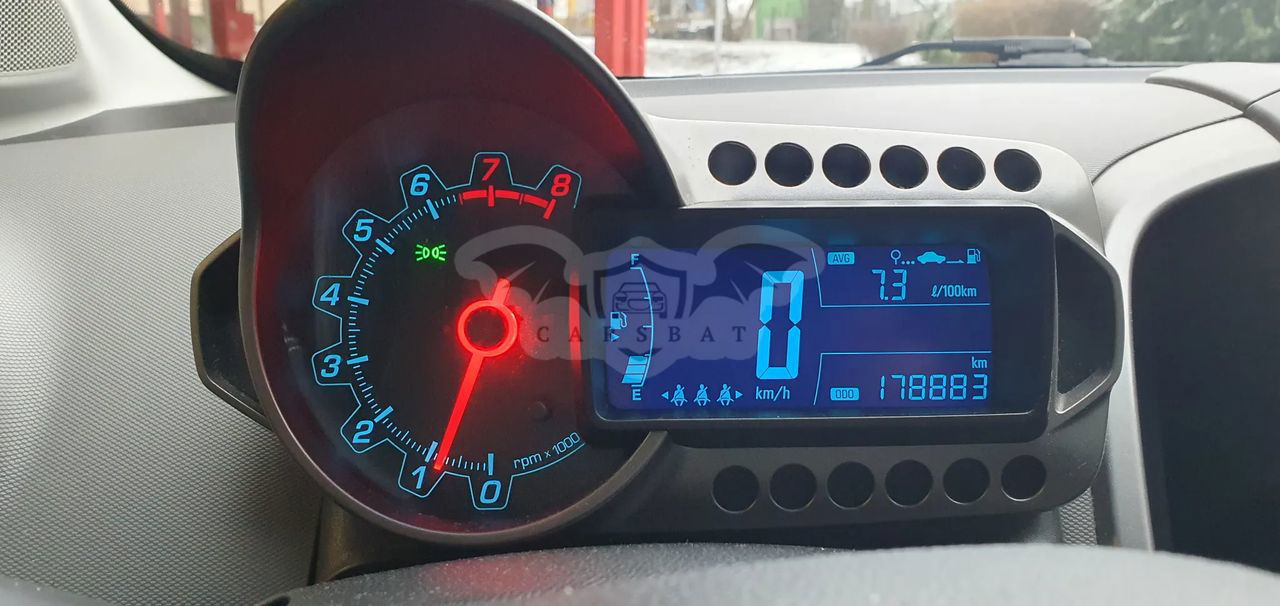 8
7
6
5
4
3
2
1
0
rpm x 1000
F
E
CARSBAT
0
km/h
AVG
7.3 ℓ/100km
km
ODO 178883